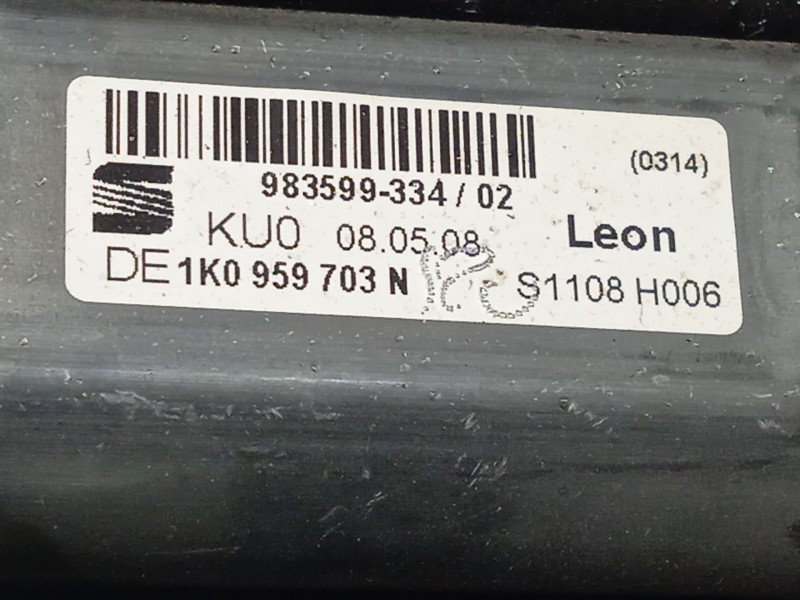 (0314)
983599-334 / 02
KU0 08.05.08 Leon
DE 1K0 959 703 N S1108 H006